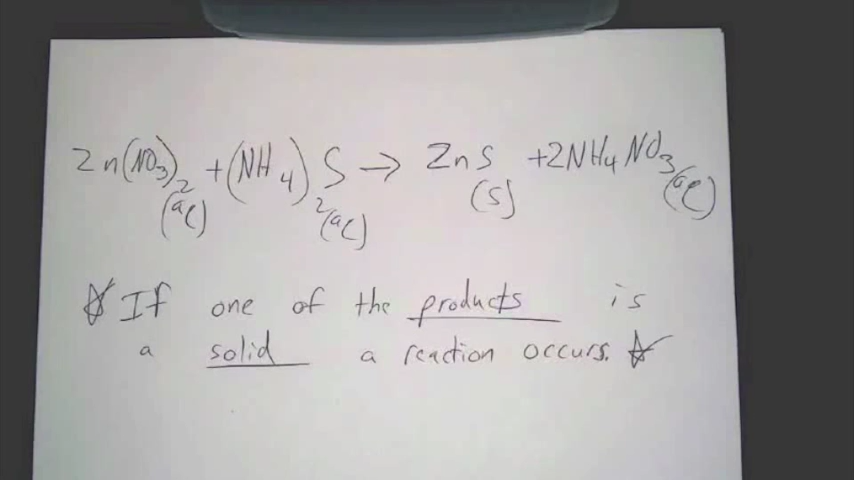 Zn(NO₃)₂(aq) + (NH₄)₂S(aq) → ZnS(s) + 2NH₄NO₃(aq)
☆ If one of the products is
a solid a reaction occurs. ☆